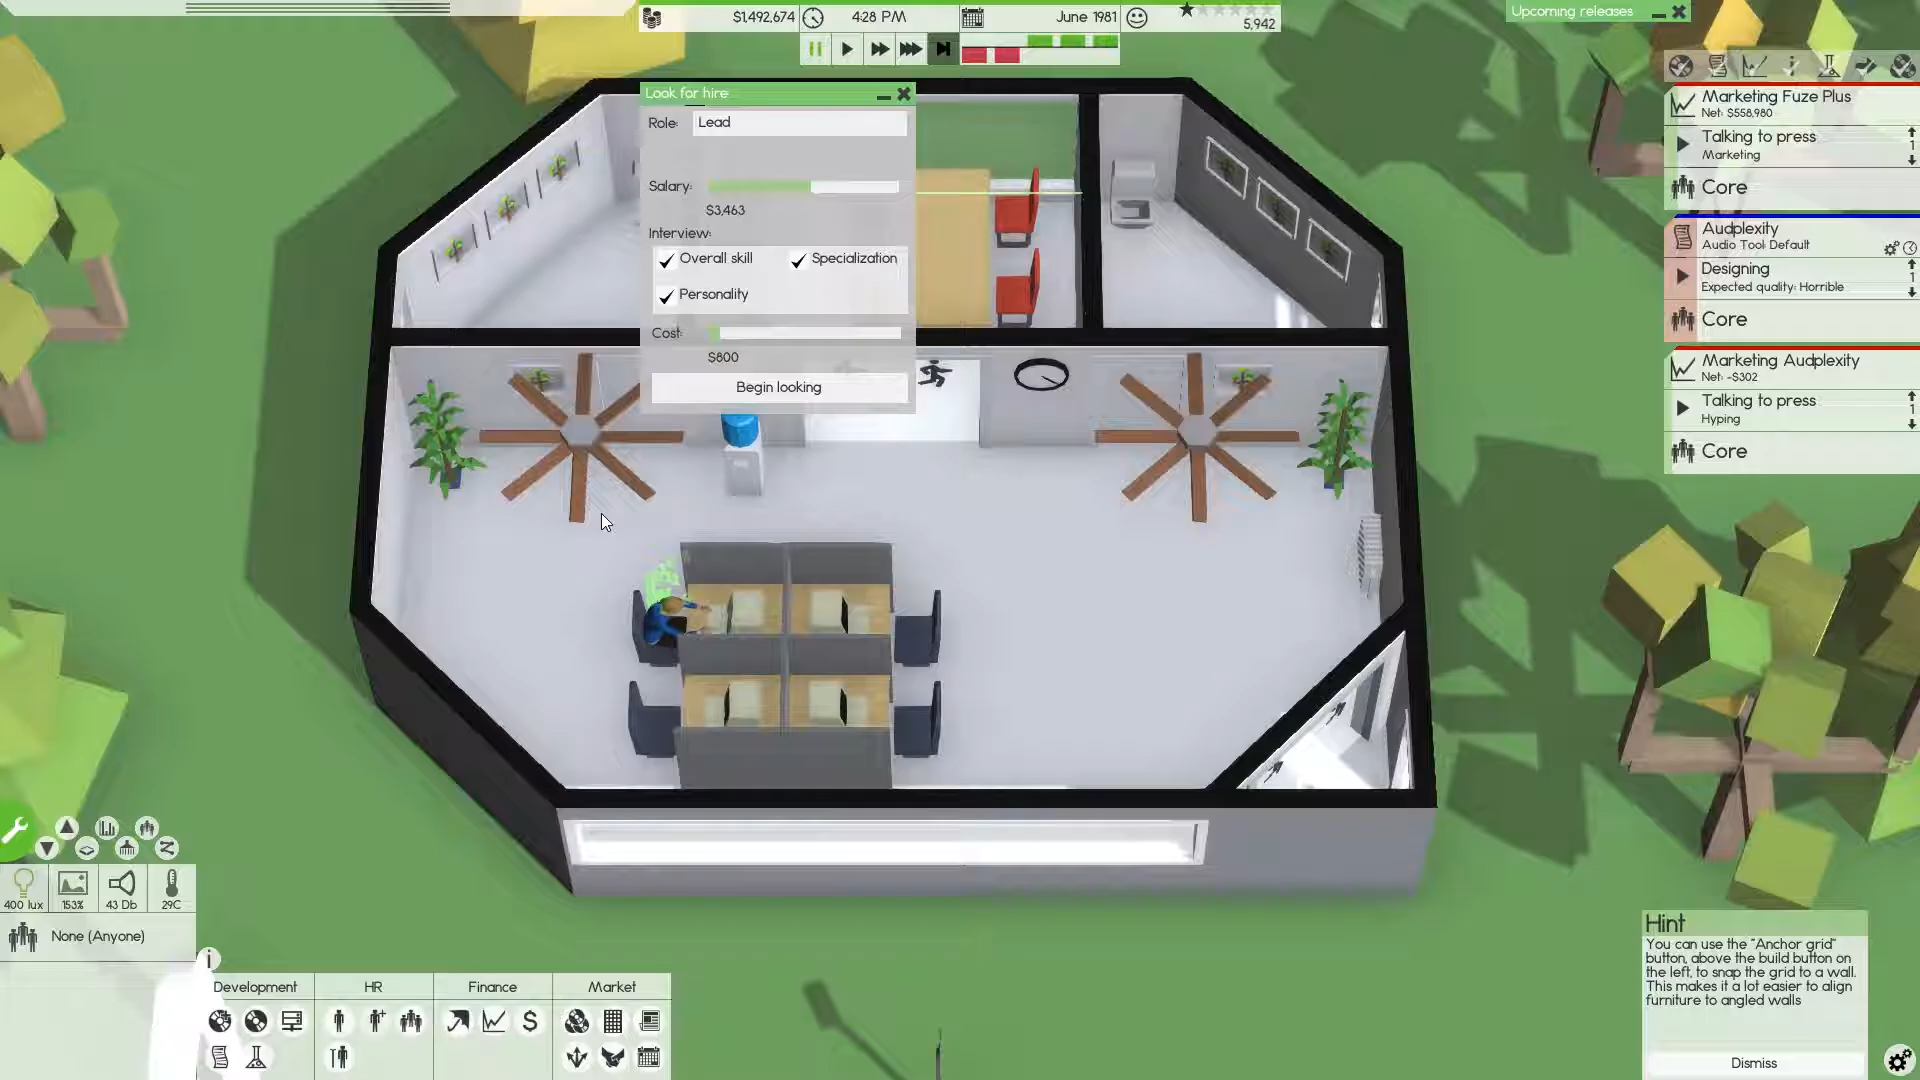 $1,492,674
4:28 PM
June 1981
5,942
Upcoming releases
Look for hire
Role:
Lead
Salary:
$3,463
Interview:
Overall skill
Specialization
Personality
Cost:
$800
Begin looking
Marketing Fuze Plus
Net: $558,980
Talking to press
Marketing
1
Core
Audplexity
Audio Tool: Default
Designing
Expected quality: Horrible
1
Core
Marketing Audplexity
Net: -$302
Talking to press
Hyping
1
Core
400 lux
153%
43 Db
29C
None (Anyone)
i
Development
HR
Finance
Market
Hint
You can use the "Anchor grid"
button, above the build button on
the left, to snap the grid to a wall.
This makes it a lot easier to align
furniture to angled walls
Dismiss